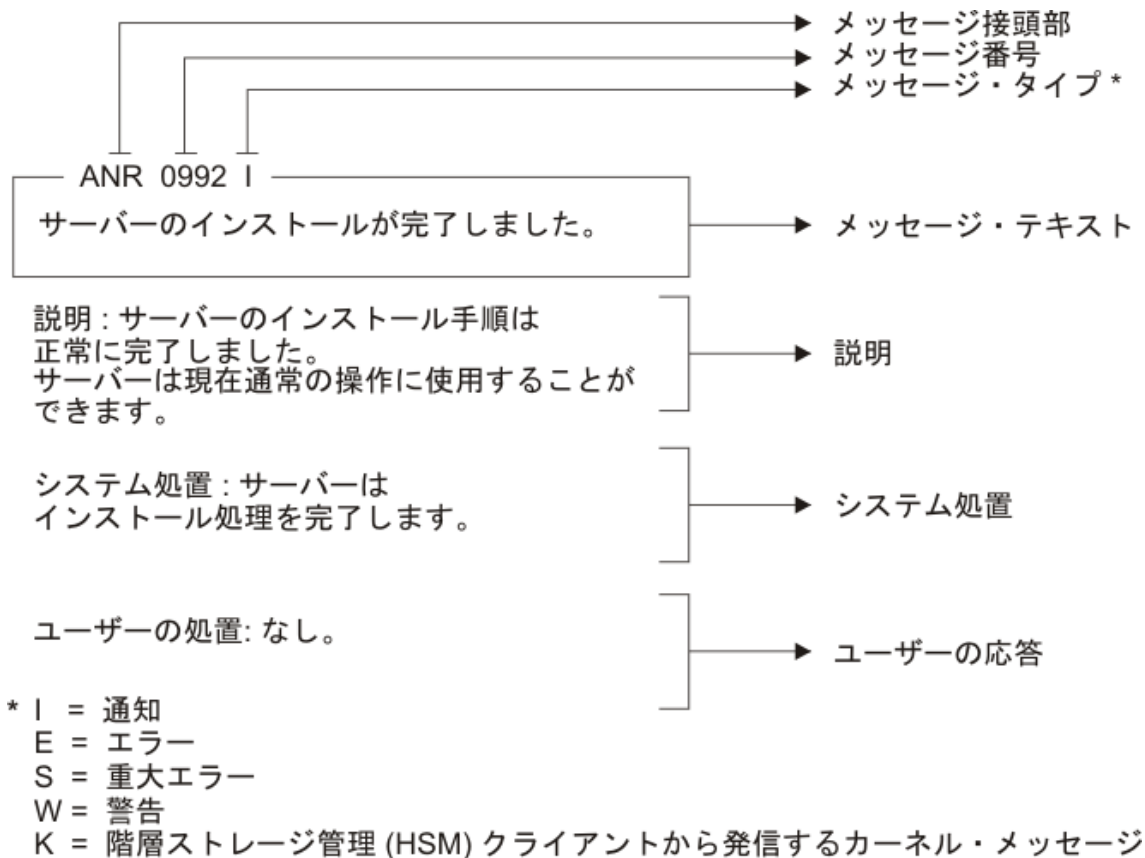 メッセージ接頭部
メッセージ番号
メッセージ・タイプ *
ANR 0992 I
サーバーのインストールが完了しました。
メッセージ・テキスト
説明 : サーバーのインストール手順は
正常に完了しました。
サーバーは現在通常の操作に使用することが
できます。
説明
システム処置 : サーバーは
インストール処理を完了します。
システム処置
ユーザーの処置: なし。
ユーザーの応答
* I = 通知
E = エラー
S = 重大エラー
W = 警告
K = 階層ストレージ管理 (HSM) クライアントから発信するカーネル・メッセージ